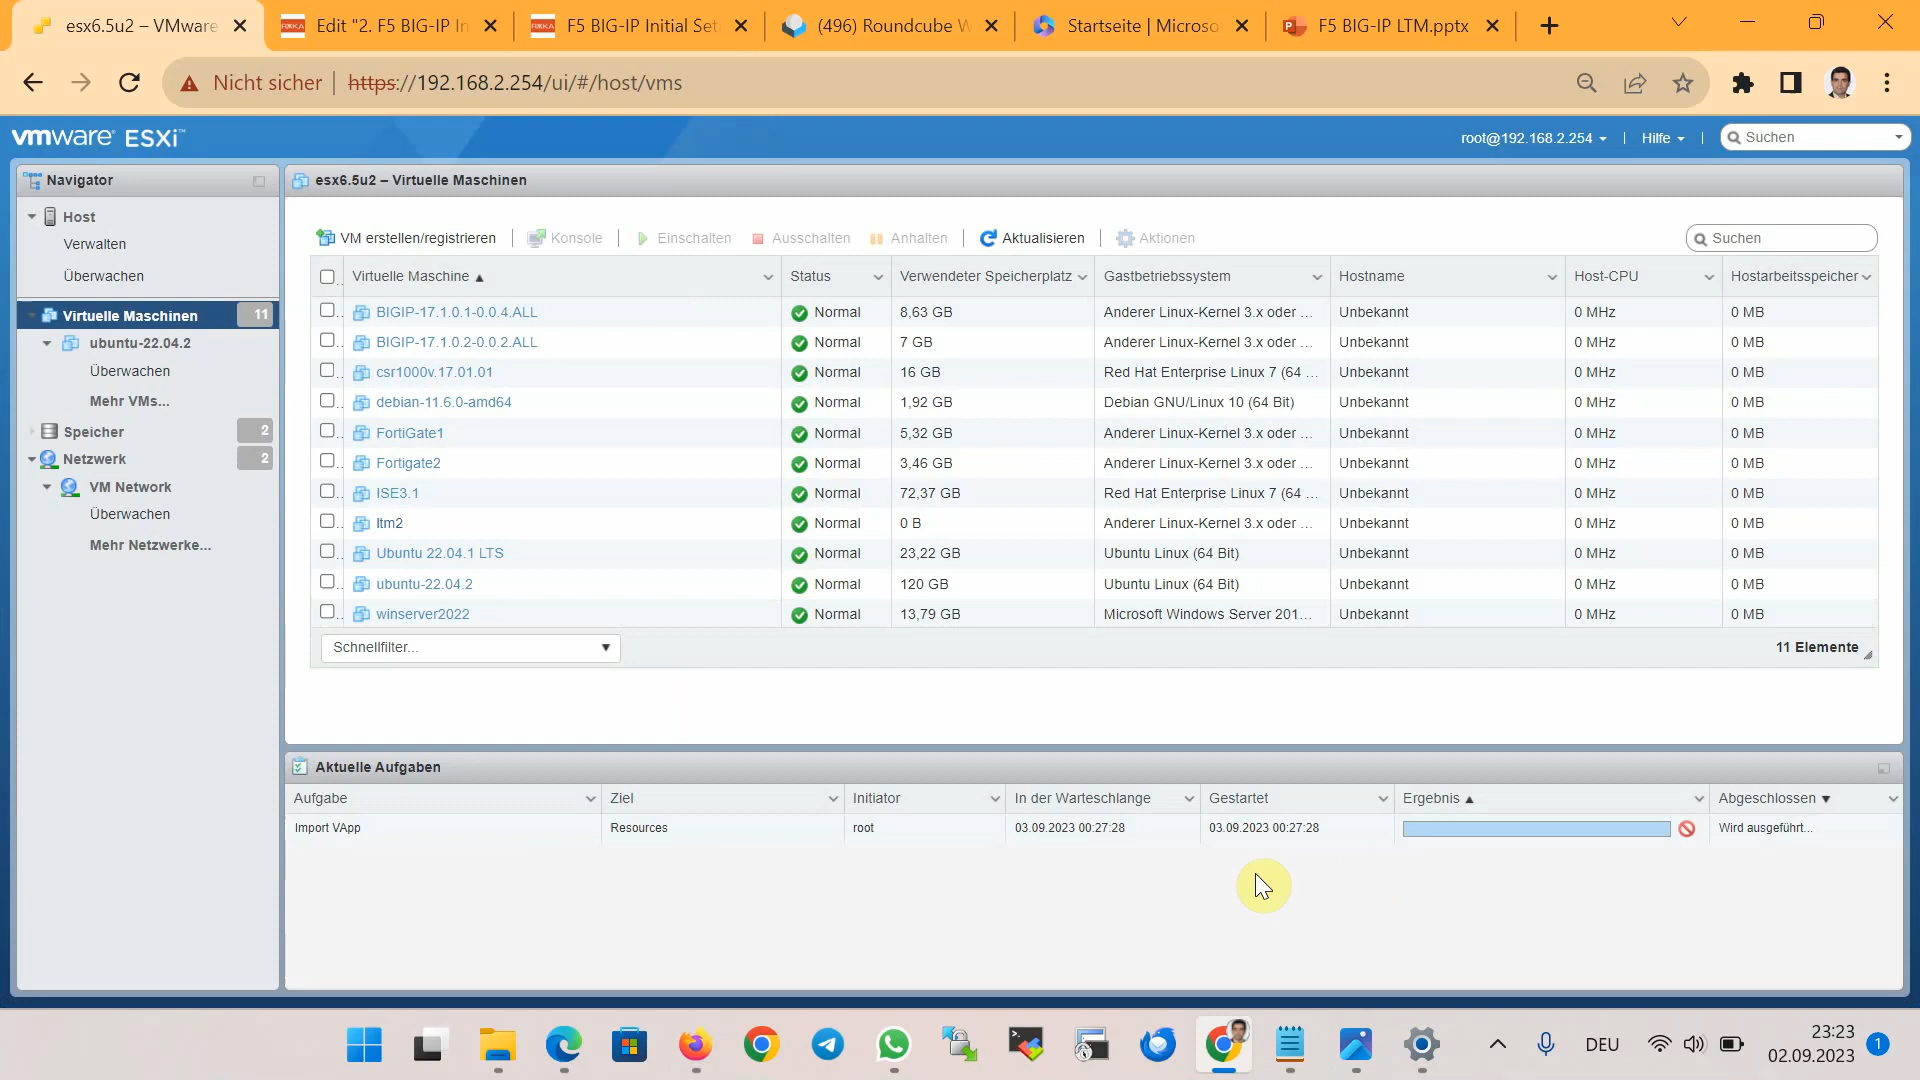 esx6.5u2 – VMware
Edit "2. F5 BIG-IP In
F5 BIG-IP Initial Set
(496) Roundcube W
Startseite | Microso
F5 BIG-IP LTM.pptx
Nicht sicher
https://192.168.2.254/ui/#/host/vms
vmware ESXi™
root@192.168.2.254
Hilfe
Suchen
Navigator
Host
Verwalten
Überwachen
Virtuelle Maschinen 11
ubuntu-22.04.2
Überwachen
Mehr VMs...
Speicher 2
Netzwerk 2
VM Network
Überwachen
Mehr Netzwerke...
esx6.5u2 – Virtuelle Maschinen
VM erstellen/registrieren Konsole Einschalten Ausschalten Anhalten Aktualisieren Aktionen Suchen
Virtuelle Maschine ▲ Status Verwendeter Speicherplatz Gastbetriebssystem Hostname Host-CPU Hostarbeitsspeicher
BIGIP-17.1.0.1-0.0.4.ALL Normal 8,63 GB Anderer Linux-Kernel 3.x oder ... Unbekannt 0 MHz 0 MB
BIGIP-17.1.0.2-0.0.2.ALL Normal 7 GB Anderer Linux-Kernel 3.x oder ... Unbekannt 0 MHz 0 MB
csr1000v.17.01.01 Normal 16 GB Red Hat Enterprise Linux 7 (64 ... Unbekannt 0 MHz 0 MB
debian-11.6.0-amd64 Normal 1,92 GB Debian GNU/Linux 10 (64 Bit) Unbekannt 0 MHz 0 MB
FortiGate1 Normal 5,32 GB Anderer Linux-Kernel 3.x oder ... Unbekannt 0 MHz 0 MB
Fortigate2 Normal 3,46 GB Anderer Linux-Kernel 3.x oder ... Unbekannt 0 MHz 0 MB
ISE3.1 Normal 72,37 GB Red Hat Enterprise Linux 7 (64 ... Unbekannt 0 MHz 0 MB
ltm2 Normal 0 B Anderer Linux-Kernel 3.x oder ... Unbekannt 0 MHz 0 MB
Ubuntu 22.04.1 LTS Normal 23,22 GB Ubuntu Linux (64 Bit) Unbekannt 0 MHz 0 MB
ubuntu-22.04.2 Normal 120 GB Ubuntu Linux (64 Bit) Unbekannt 0 MHz 0 MB
winserver2022 Normal 13,79 GB Microsoft Windows Server 201... Unbekannt 0 MHz 0 MB
Schnellfilter... 11 Elemente
Aktuelle Aufgaben
Aufgabe Ziel Initiator In der Warteschlange Gestartet Ergebnis ▲ Abgeschlossen ▼
Import VApp Resources root 03.09.2023 00:27:28 03.09.2023 00:27:28 Wird ausgeführt...
DEU
23:23
02.09.2023
1